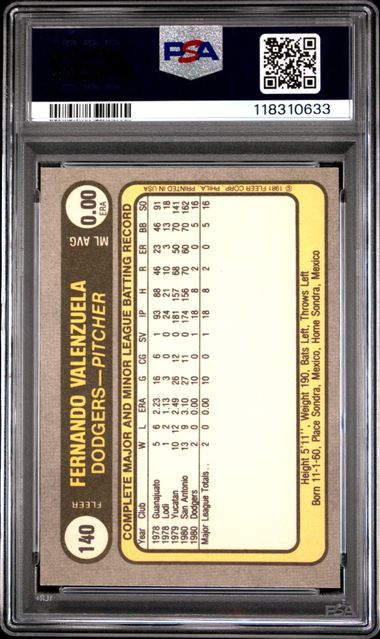 PSA
118310633
140
FLEER
FERNANDO VALENZUELA
DODGERS—PITCHER
ML AVG.
0.00
ERA
COMPLETE MAJOR AND MINOR LEAGUE BATTING RECORD
Year Club W L ERA G CG SV IP H R ER BB SO
1978 Guanajuato 5 6 2.23 16 6 1 93 88 46 23 46 91
1978 Lodi 1 2 1.13 3 0 0 24 21 10 3 13 18
1979 Yucatan 10 12 2.49 26 12 0 181 157 68 50 70 141
1980 San Antonio 13 9 3.10 27 11 0 174 156 70 60 70 162
1980 Dodgers 2 0 0.00 10 0 1 18 8 2 0 5 16
Major League Totals . . 2 0 0.00 10 0 1 18 8 2 0 5 16
Height 5'11'', Weight 190, Bats Left, Throws Left
Born 11-1-60, Place Sondra, Mexico, Home Sondra, Mexico
© 1981 FLEER CORP., PHILA., PRINTED IN USA
PSA